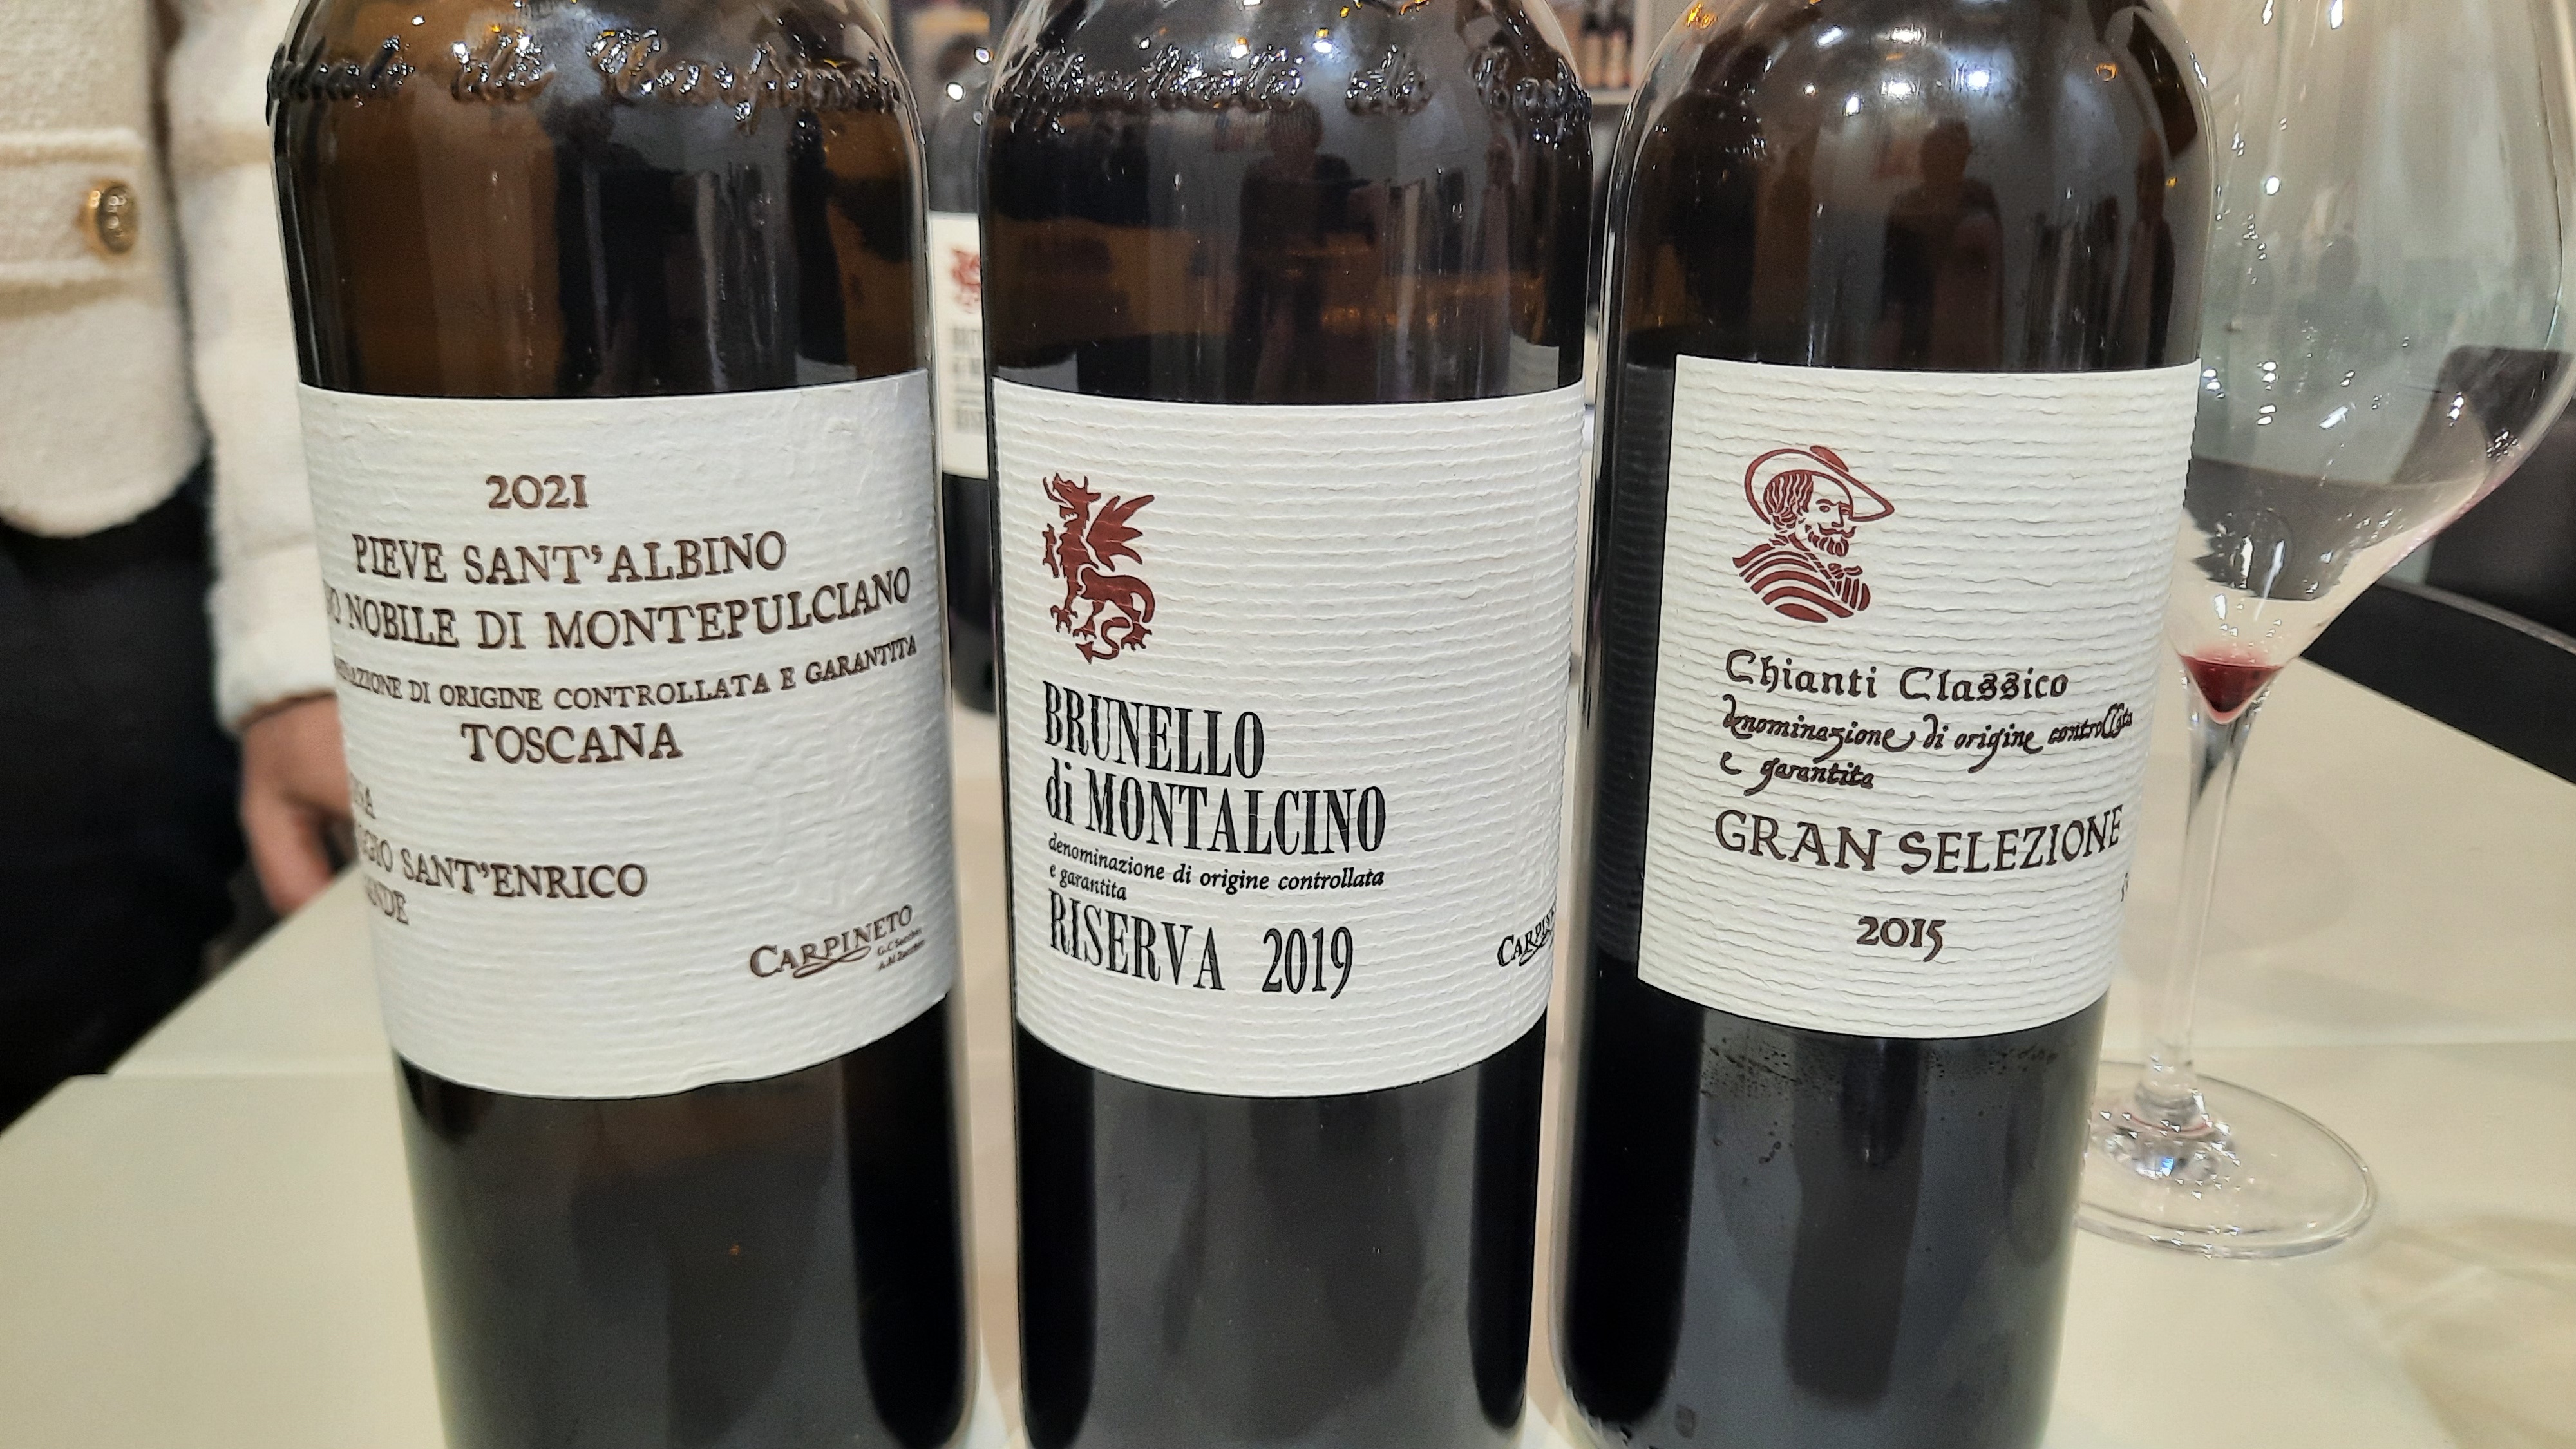 2021
PIEVE SANT'ALBINO
NOBILE DI MONTEPULCIANO
DI ORIGINE CONTROLLATA E GARANTITA
TOSCANA
SANT'ENRICO
CARPINETO
BRUNELLO
di MONTALCINO
denominazione di origine controllata
e garantita
RISERVA 2019
Chianti Classico
denominazione di origine controllata
e garantita
GRAN SELEZIONE
2015